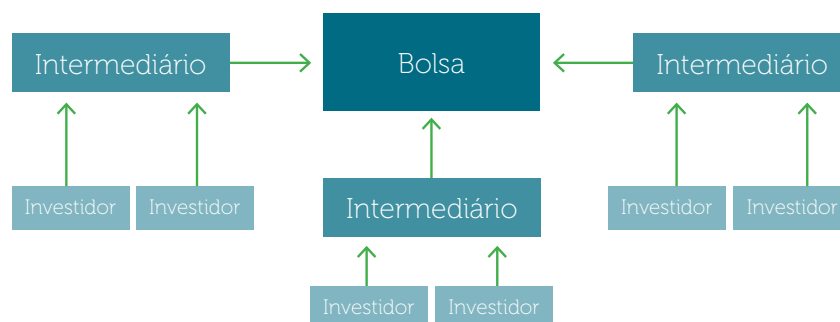 Intermediário
Bolsa
Intermediário
Investidor
Investidor
Intermediário
Investidor
Investidor
Investidor
Investidor